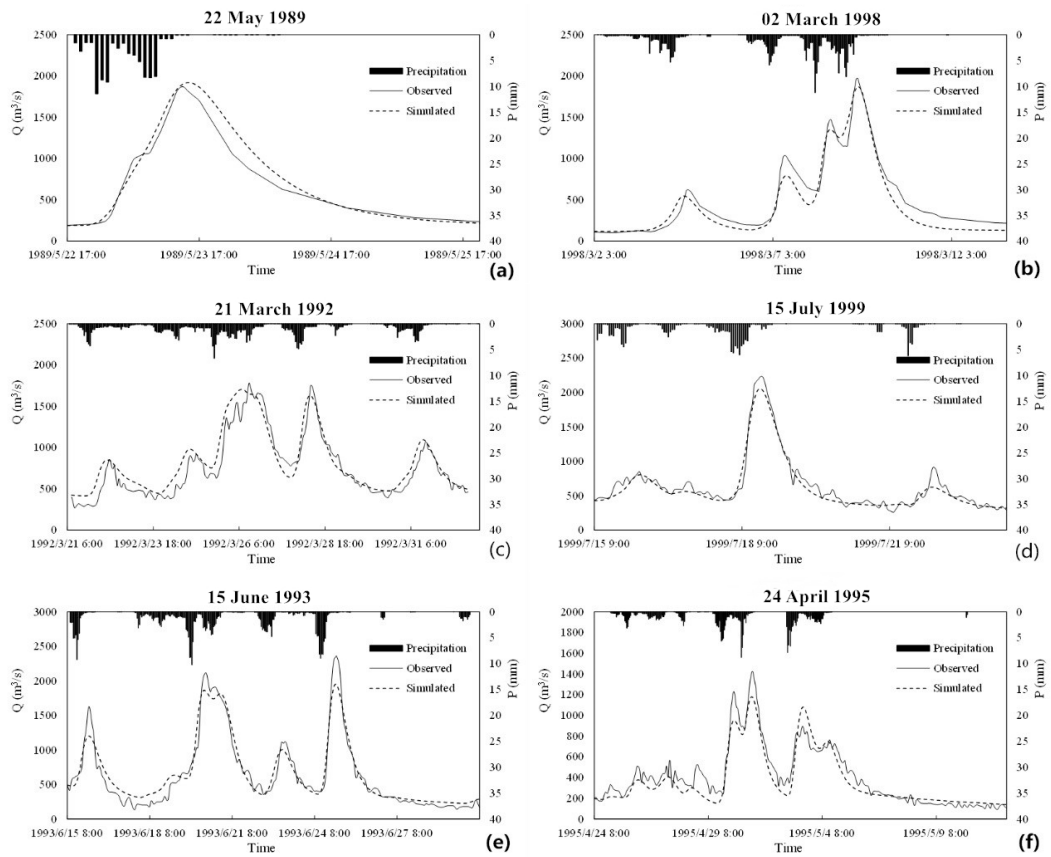 22 May 1989
2500
2000
1500
1000
500
0
Q (m³/s)
0
5
10
15
20
25
30
35
40
P (mm)
Precipitation
Observed
Simulated
1989/5/22 17:00
1989/5/23 17:00
1989/5/24 17:00
1989/5/25 17:00
Time
(a)
02 March 1998
2500
2000
1500
1000
500
0
Q (m³/s)
0
5
10
15
20
25
30
35
40
P (mm)
Precipitation
Observed
Simulated
1998/3/2 3:00
1998/3/7 3:00
1998/3/12 3:00
Time
(b)
21 March 1992
2500
2000
1500
1000
500
0
Q (m³/s)
0
5
10
15
20
25
30
35
40
P (mm)
Precipitation
Observed
Simulated
1992/3/21 6:00
1992/3/23 18:00
1992/3/26 6:00
1992/3/28 18:00
1992/3/31 6:00
Time
(c)
15 July 1999
3000
2500
2000
1500
1000
500
0
Q (m³/s)
0
5
10
15
20
25
30
35
40
P (mm)
Precipitation
Observed
Simulated
1999/7/15 9:00
1999/7/18 9:00
1999/7/21 9:00
Time
(d)
15 June 1993
3000
2500
2000
1500
1000
500
0
Q (m³/s)
0
5
10
15
20
25
30
35
40
P (mm)
Precipitation
Observed
Simulated
1993/6/15 8:00
1993/6/18 8:00
1993/6/21 8:00
1993/6/24 8:00
1993/6/27 8:00
Time
(e)
24 April 1995
2000
1800
1600
1400
1200
1000
800
600
400
200
0
Q (m³/s)
0
5
10
15
20
25
30
35
40
P (mm)
Precipitation
Observed
Simulated
1995/4/24 8:00
1995/4/29 8:00
1995/5/4 8:00
1995/5/9 8:00
Time
(f)